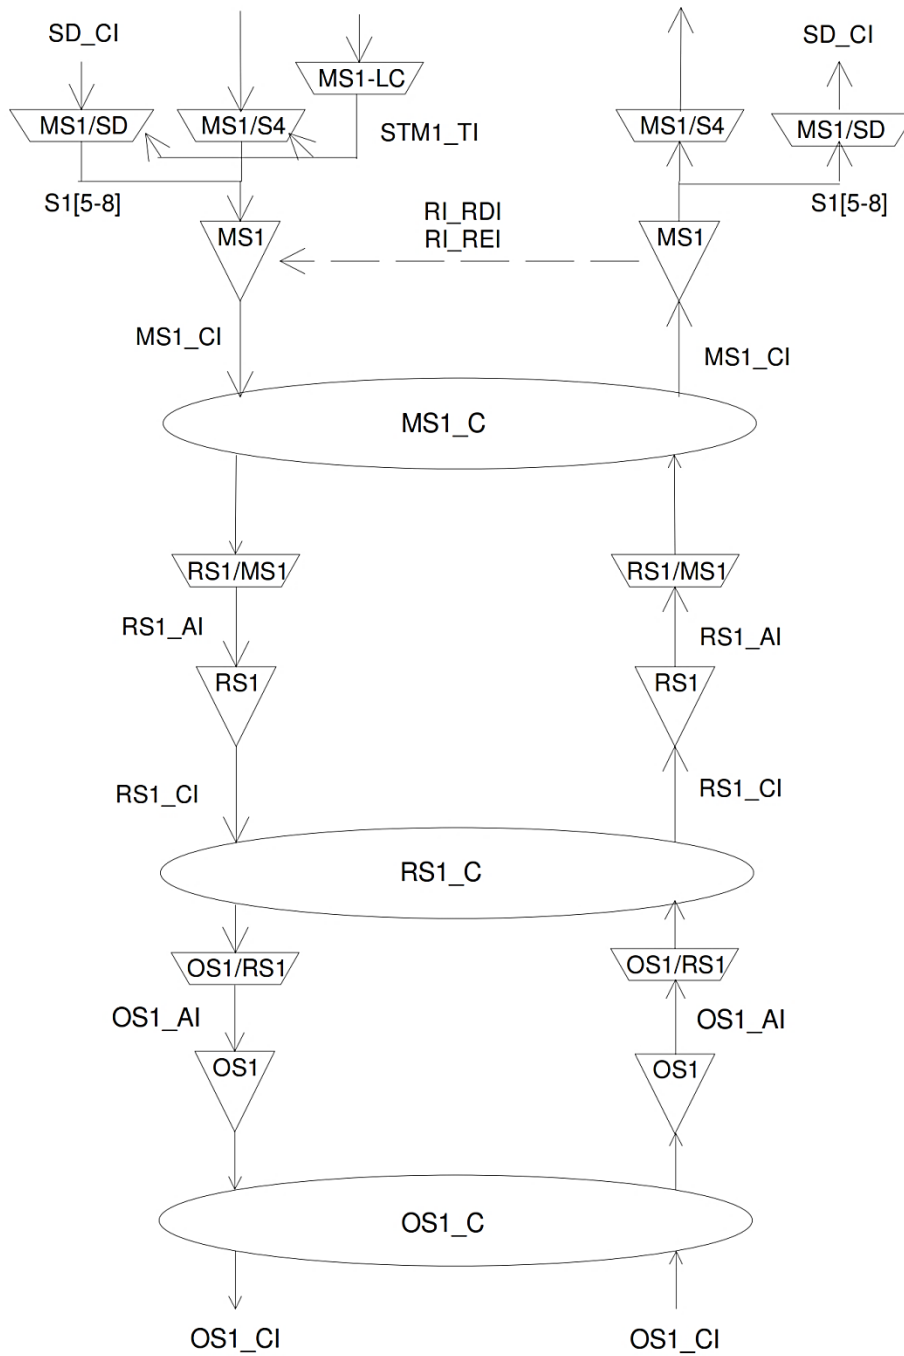 SD_CI
SD_CI
MS1-LC
MS1/SD
MS1/S4
STM1_TI
MS1/S4
MS1/SD
S1[5-8]
S1[5-8]
RI_RDI
RI_REI
MS1
MS1
MS1_CI
MS1_CI
MS1_C
RS1/MS1
RS1/MS1
RS1_AI
RS1_AI
RS1
RS1
RS1_CI
RS1_CI
RS1_C
OS1/RS1
OS1/RS1
OS1_AI
OS1_AI
OS1
OS1
OS1_C
OS1_CI
OS1_CI